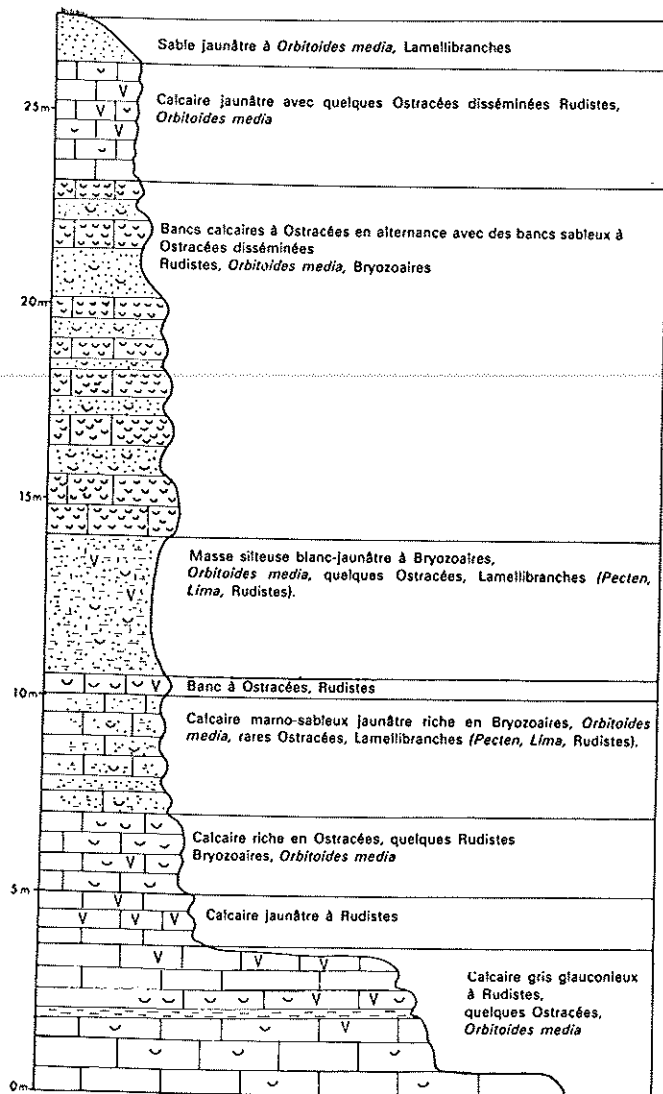 Sable jaunâtre à Orbitoides media, Lamellibranches
25m
Calcaire jaunâtre avec quelques Ostracées disséminées Rudistes,
Orbitoides media
Bancs calcaires à Ostracées en alternance avec des bancs sableux à
Ostracées disséminées
Rudistes, Orbitoides media, Bryozoaires
20m
15m
Masse silteuse blanc-jaunâtre à Bryozoaires,
Orbitoides media, quelques Ostracées, Lamellibranches (Pecten,
Lima, Rudistes).
Banc à Ostracées, Rudistes
10m
Calcaire marno-sableux jaunâtre riche en Bryozoaires, Orbitoides
media, rares Ostracées, Lamellibranches (Pecten, Lima, Rudistes).
Calcaire riche en Ostracées, quelques Rudistes
Bryozoaires, Orbitoides media
5m
Calcaire jaunâtre à Rudistes
Calcaire gris glauconieux
à Rudistes,
quelques Ostracées,
Orbitoides media
0m